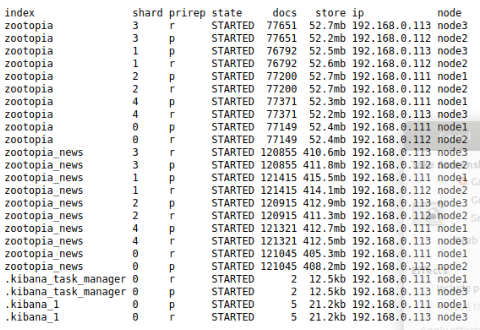 index shard prirep state docs store ip node
zootopia 3 r STARTED 77651 52.7mb 192.168.0.113 node3
zootopia 3 p STARTED 77651 52.2mb 192.168.0.112 node2
zootopia 1 p STARTED 76792 52.5mb 192.168.0.113 node3
zootopia 1 r STARTED 76792 52.6mb 192.168.0.112 node2
zootopia 2 p STARTED 77200 52.7mb 192.168.0.111 node1
zootopia 2 r STARTED 77200 52.7mb 192.168.0.112 node2
zootopia 4 p STARTED 77371 52.3mb 192.168.0.111 node1
zootopia 4 r STARTED 77371 52.2mb 192.168.0.112 node2
zootopia 0 p STARTED 77149 52.4mb 192.168.0.111 node1
zootopia 0 r STARTED 77149 52.4mb 192.168.0.112 node2
zootopia_news 3 r STARTED 120855 410.6mb 192.168.0.113 node3
zootopia_news 3 p STARTED 120855 411.8mb 192.168.0.112 node2
zootopia_news 1 p STARTED 121415 415.5mb 192.168.0.111 node1
zootopia_news 1 r STARTED 121415 414.1mb 192.168.0.112 node2
zootopia_news 2 p STARTED 120915 412.9mb 192.168.0.113 node3
zootopia_news 2 r STARTED 120915 411.3mb 192.168.0.112 node2
zootopia_news 4 p STARTED 121321 412.7mb 192.168.0.111 node1
zootopia_news 4 r STARTED 121321 412.5mb 192.168.0.113 node3
zootopia_news 0 r STARTED 121045 405.3mb 192.168.0.111 node1
zootopia_news 0 p STARTED 121045 408.2mb 192.168.0.112 node2
.kibana_task_manager 0 r STARTED 2 12.5kb 192.168.0.111 node1
.kibana_task_manager 0 p STARTED 2 12.5kb 192.168.0.113 node3
.kibana_1 0 p STARTED 5 21.2kb 192.168.0.111 node1
.kibana_1 0 r STARTED 5 21.2kb 192.168.0.113 node3